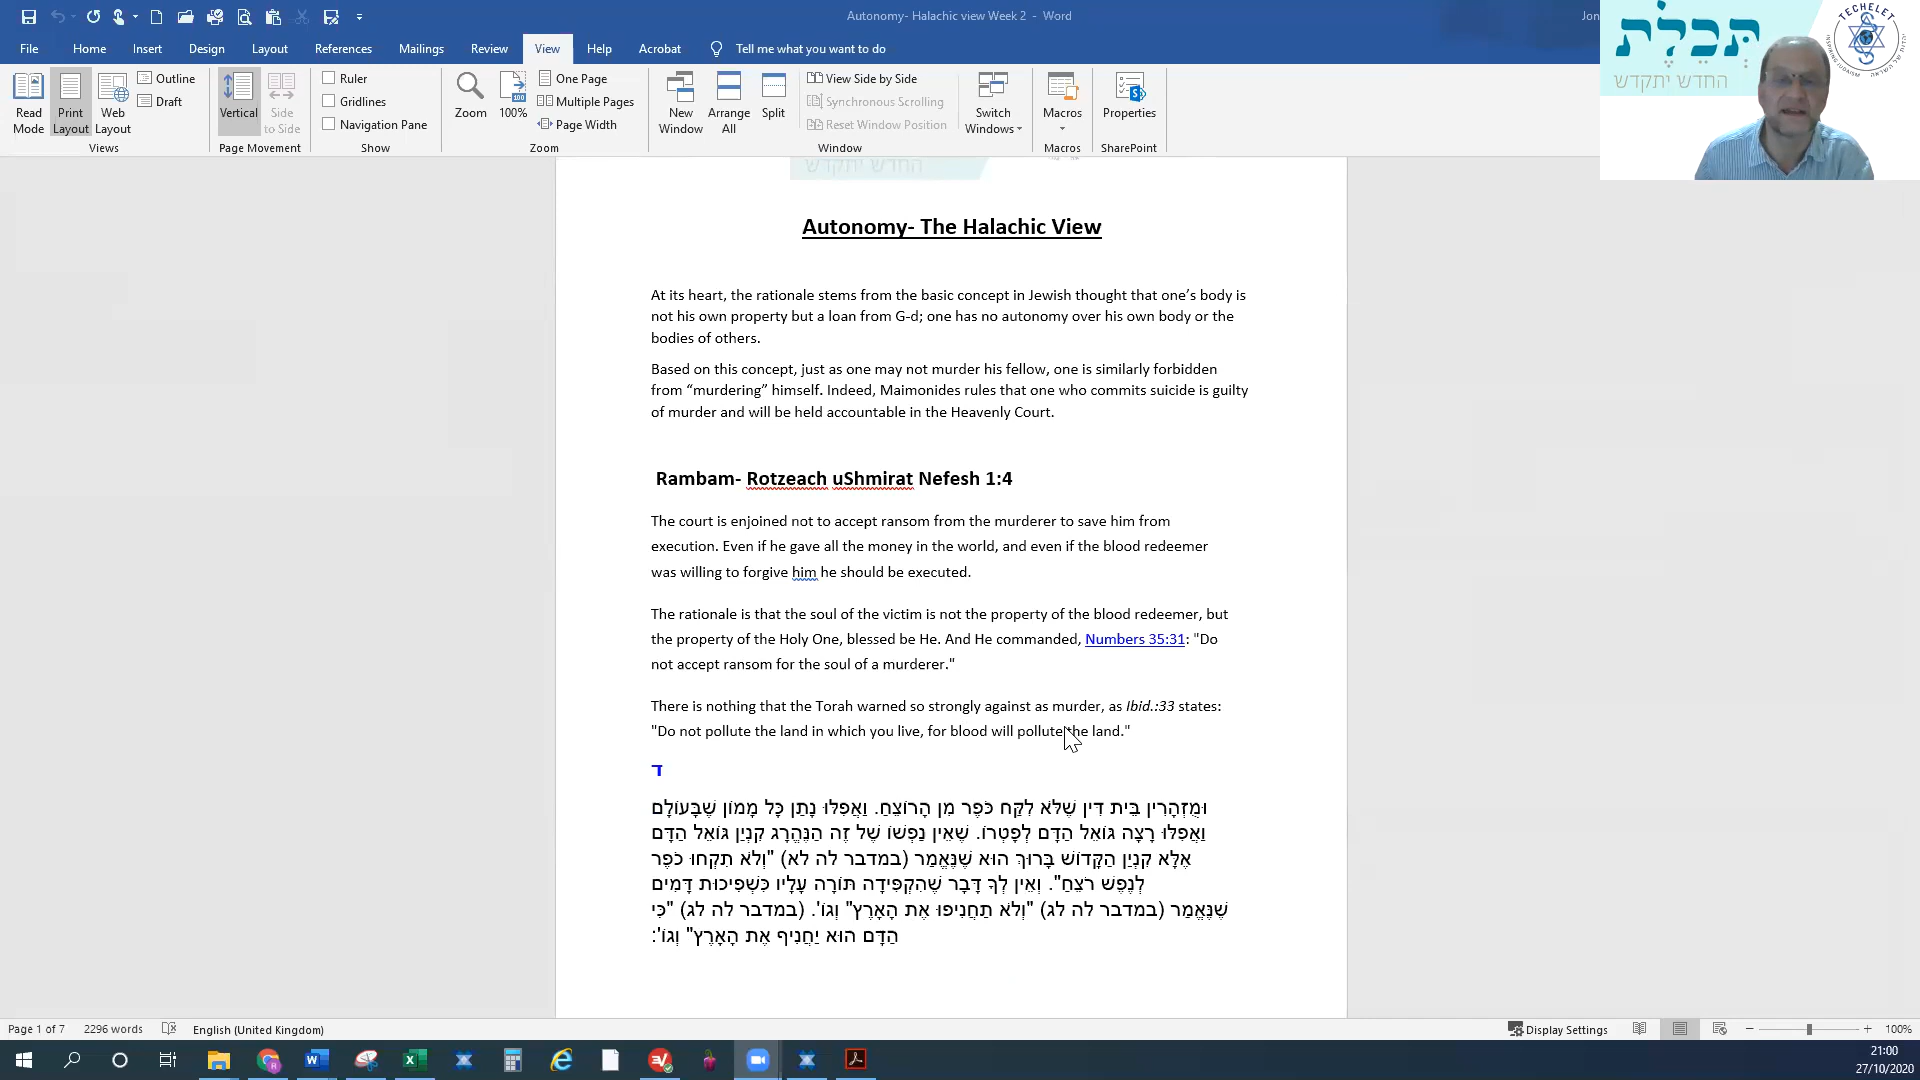 Autonomy- Halachic view Week 2 - Word
Jon
File Home Insert Design Layout References Mailings Review View Help Acrobat Tell me what you want to do
Read Mode
Print Layout
Web Layout
Outline
Draft
Views
Vertical
Side to Side
Page Movement
Ruler
Gridlines
Navigation Pane
Show
Zoom
100%
One Page
Multiple Pages
Page Width
Zoom
New Window
Arrange All
Split
View Side by Side
Synchronous Scrolling
Reset Window Position
Window
Switch Windows
Macros
Macros
Properties
SharePoint
תְּכֵלֶת
החדש יתקדש
TECHELET
החדש יתקדש
Autonomy- The Halachic View
At its heart, the rationale stems from the basic concept in Jewish thought that one’s body is
not his own property but a loan from G-d; one has no autonomy over his own body or the
bodies of others.
Based on this concept, just as one may not murder his fellow, one is similarly forbidden
from “murdering” himself. Indeed, Maimonides rules that one who commits suicide is guilty
of murder and will be held accountable in the Heavenly Court.
Rambam- Rotzeach uShmirat Nefesh 1:4
The court is enjoined not to accept ransom from the murderer to save him from
execution. Even if he gave all the money in the world, and even if the blood redeemer
was willing to forgive him he should be executed.
The rationale is that the soul of the victim is not the property of the blood redeemer, but
the property of the Holy One, blessed be He. And He commanded, Numbers 35:31: "Do
not accept ransom for the soul of a murderer."
There is nothing that the Torah warned so strongly against as murder, as Ibid.:33 states:
"Do not pollute the land in which you live, for blood will pollute the land."
ד
וּמֻזְהָרִין בֵּית דִּין שֶׁלֹּא לִקַּח כֹּפֶר מִן הָרוֹצֵחַ. וַאֲפִלּוּ נָתַן כָּל מָמוֹן שֶׁבָּעוֹלָם
וַאֲפִלּוּ רָצָה גּוֹאֵל הַדָּם לְפָטְרוֹ. שֶׁאֵין נַפְשׁוֹ שֶׁל זֶה הַנֶּהֱרָג קִנְיַן גּוֹאֵל הַדָּם
אֶלָּא קִנְיַן הַקָּדוֹשׁ בָּרוּךְ הוּא שֶׁנֶּאֱמַר (במדבר לה לא) "וְלֹא תִקְחוּ כֹפֶר
לְנֶפֶשׁ רֹצֵחַ". וְאֵין לְךָ דָּבָר שֶׁהִקְפִּידָה תּוֹרָה עָלָיו כִּשְׁפִיכוּת דָּמִים
שֶׁנֶּאֱמַר (במדבר לה לג) "וְלֹא תַחֲנִיפוּ אֶת הָאָרֶץ" וְגוֹ'. (במדבר לה לג) "כִּי
הַדָּם הוּא יַחֲנִיף אֶת הָאָרֶץ" וְגוֹ':
Page 1 of 7 2296 words English (United Kingdom) Display Settings 100%
21:00
27/10/2020